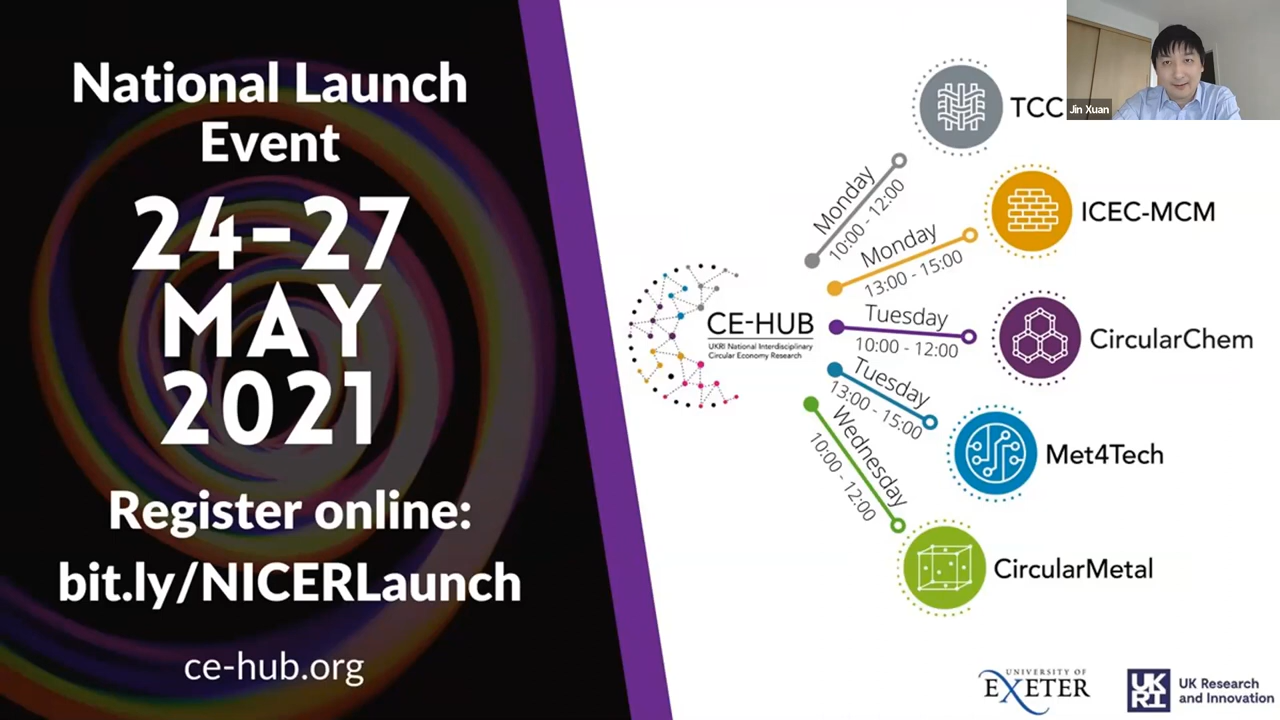 National Launch
Event
24-27
MAY
2021
Register online:
bit.ly/NICERLaunch
ce-hub.org
CE-HUB
UKRI National Interdisciplinary
Circular Economy Research
Monday
10:00 - 12:00
TCC
Jin Xuan
Monday
13:00 - 15:00
ICEC-MCM
Tuesday
10:00 - 12:00
CircularChem
Tuesday
13:00 - 15:00
Met4Tech
Wednesday
10:00 - 12:00
CircularMetal
UNIVERSITY OF
EXETER
UKRI
UK Research
and Innovation